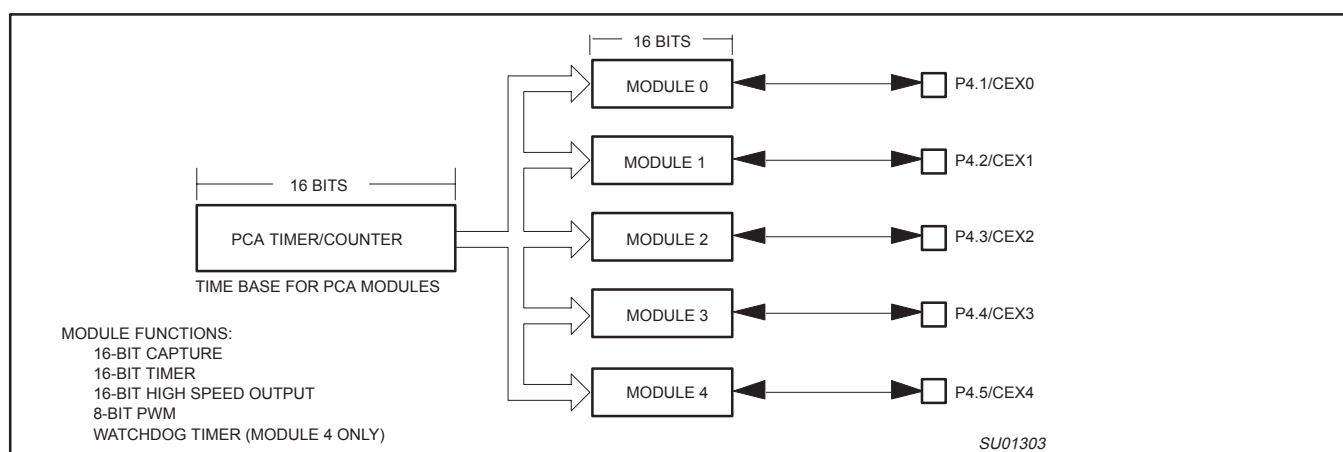 16 BITS
MODULE 0
P4.1/CEX0
MODULE 1
P4.2/CEX1
16 BITS
PCA TIMER/COUNTER
MODULE 2
P4.3/CEX2
TIME BASE FOR PCA MODULES
MODULE 3
P4.4/CEX3
MODULE FUNCTIONS:
16-BIT CAPTURE
16-BIT TIMER
16-BIT HIGH SPEED OUTPUT
8-BIT PWM
WATCHDOG TIMER (MODULE 4 ONLY)
MODULE 4
P4.5/CEX4
SU01303